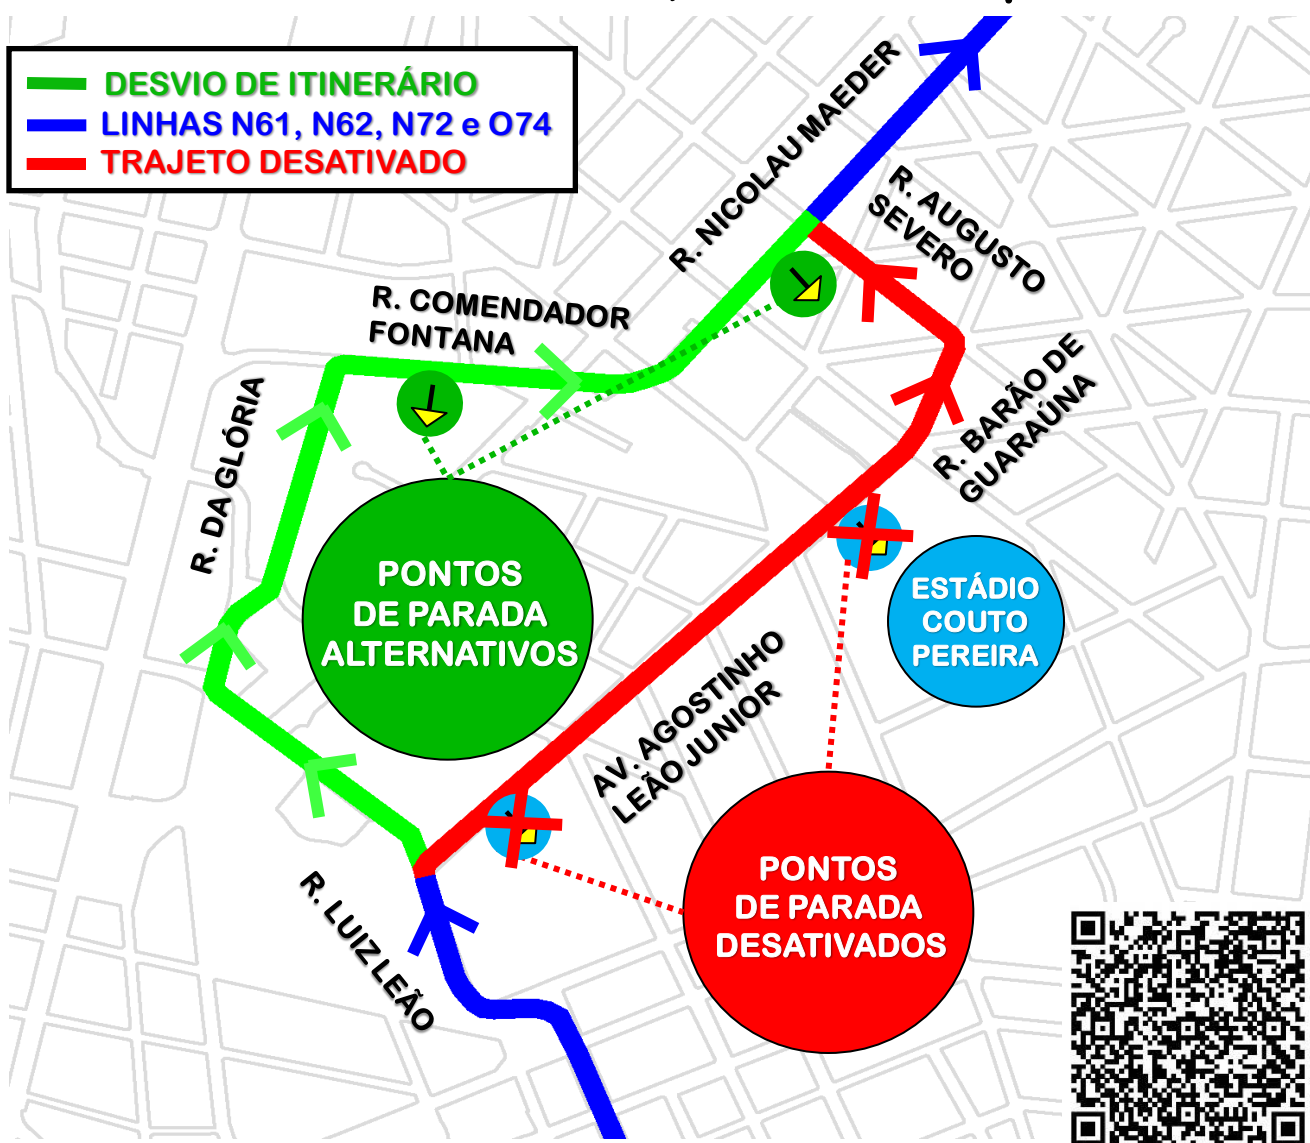 DESVIO DE ITINERÁRIO
LINHAS N61, N62, N72 e O74
TRAJETO DESATIVADO
R. NICOLAU MAEDER
R. AUGUSTO
SEVERO
R. COMENDADOR
FONTANA
R. BARÃO DE
GUARAÚNA
R. DA GLÓRIA
PONTOS
DE PARADA
ALTERNATIVOS
ESTÁDIO
COUTO
PEREIRA
AV. AGOSTINHO
LEÃO JUNIOR
PONTOS
DE PARADA
DESATIVADOS
R. LUIZ LEÃO